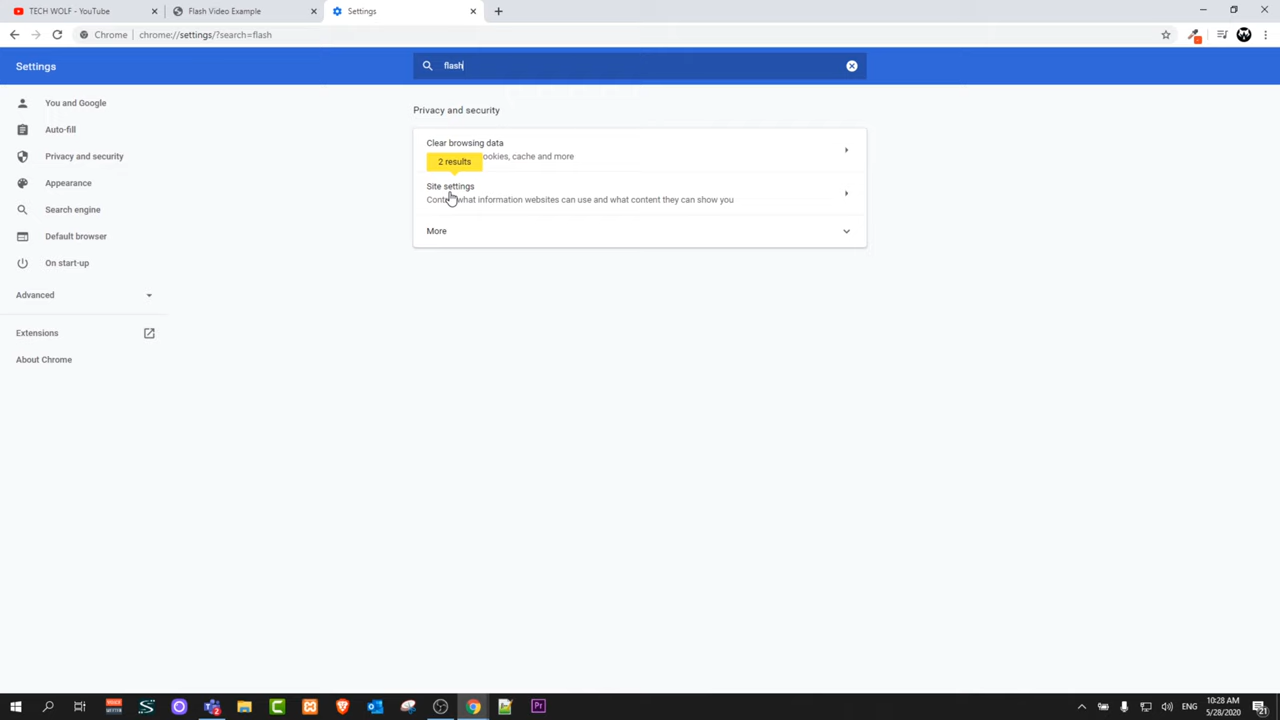 TECH WOLF - YouTube
Flash Video Example
Settings
Chrome
chrome://settings/?search=flash
Settings
flash
You and Google
Auto-fill
Privacy and security
Appearance
Search engine
Default browser
On start-up
Advanced
Extensions
About Chrome
Privacy and security
Clear browsing data
ookies, cache and more
2 results
Site settings
what information websites can use and what content they can show you
More
ENG
10:28 AM
5/28/2020
21